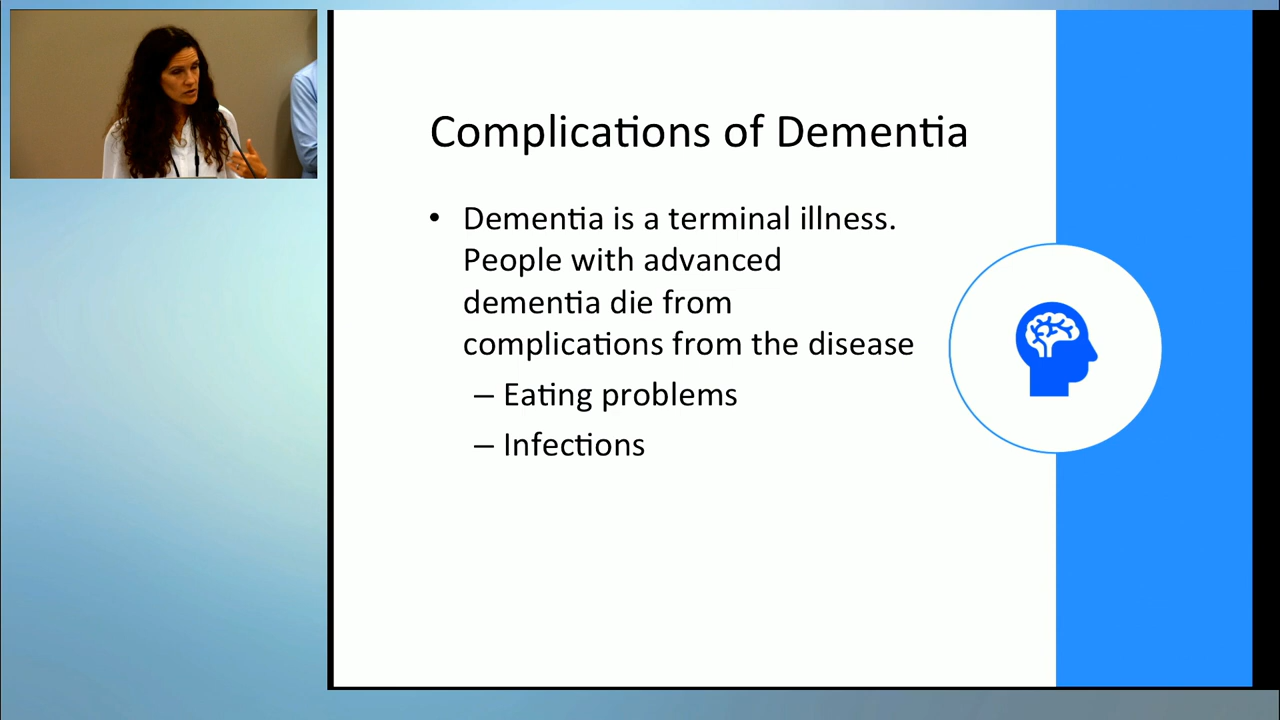 Complications of Dementia
• Dementia is a terminal illness.
People with advanced
dementia die from
complications from the disease
– Eating problems
– Infections